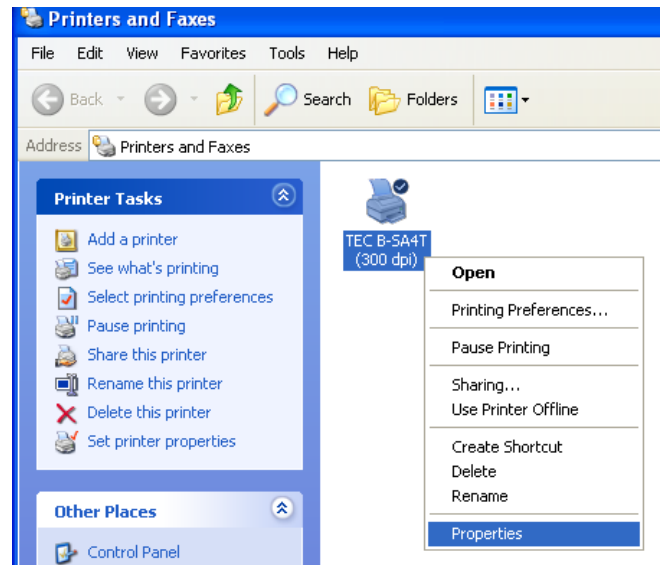 Printers and Faxes
File Edit View Favorites Tools Help
Back Search Folders
Address Printers and Faxes
Printer Tasks
Add a printer
See what's printing
Select printing preferences
Pause printing
Share this printer
Rename this printer
Delete this printer
Set printer properties
Other Places
Control Panel
TEC B-SA4T
(300 dpi)
Open
Printing Preferences...
Pause Printing
Sharing...
Use Printer Offline
Create Shortcut
Delete
Rename
Properties